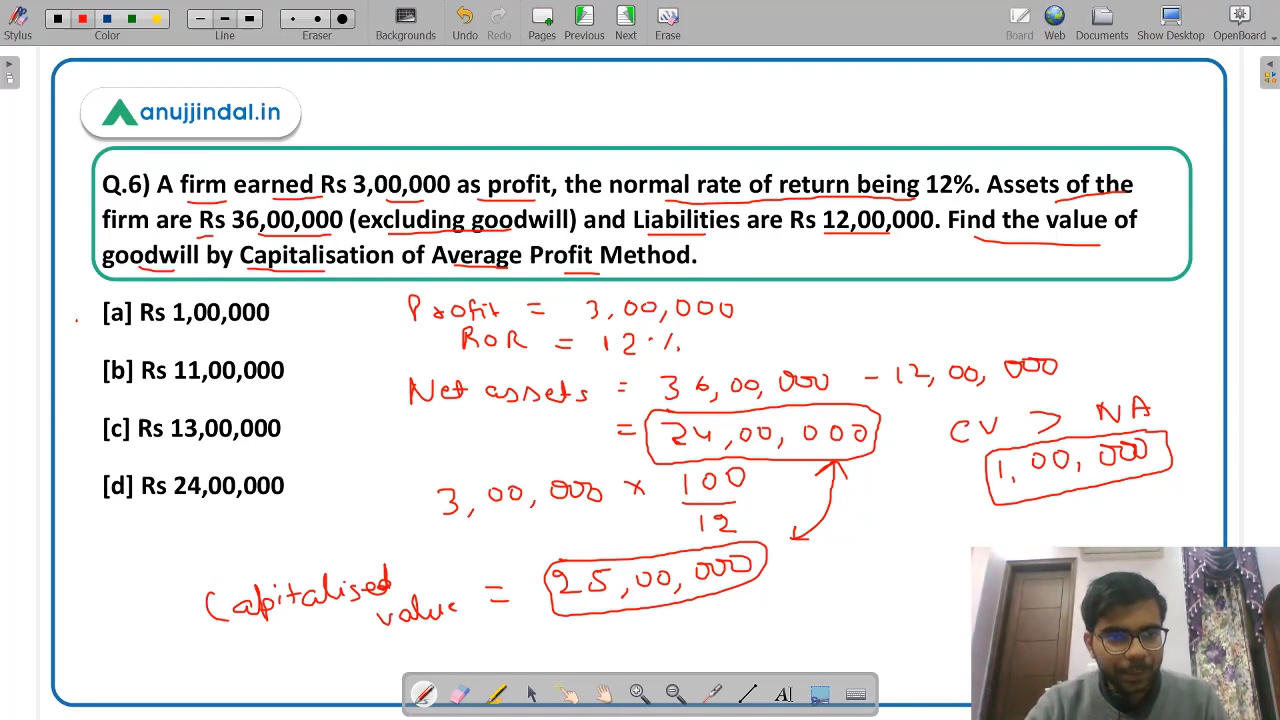 Stylus
Color
Line
Eraser
Backgrounds
Undo
Redo
Pages
Previous
Next
Erase
Board
Web
Documents
Show Desktop
OpenBoard
anujjindal.in
Q.6) A firm earned Rs 3,00,000 as profit, the normal rate of return being 12%. Assets of the
firm are Rs 36,00,000 (excluding goodwill) and Liabilities are Rs 12,00,000. Find the value of
goodwill by Capitalisation of Average Profit Method.
[a] Rs 1,00,000
[b] Rs 11,00,000
[c] Rs 13,00,000
[d] Rs 24,00,000
Profit = 3,00,000
ROR = 12 %
Net assets = 36,00,000 - 12,00,000
= 24,00,000
CV > NA
1,00,000
3,00,000 × 100
12
Capitalised
value = 25,00,000
A